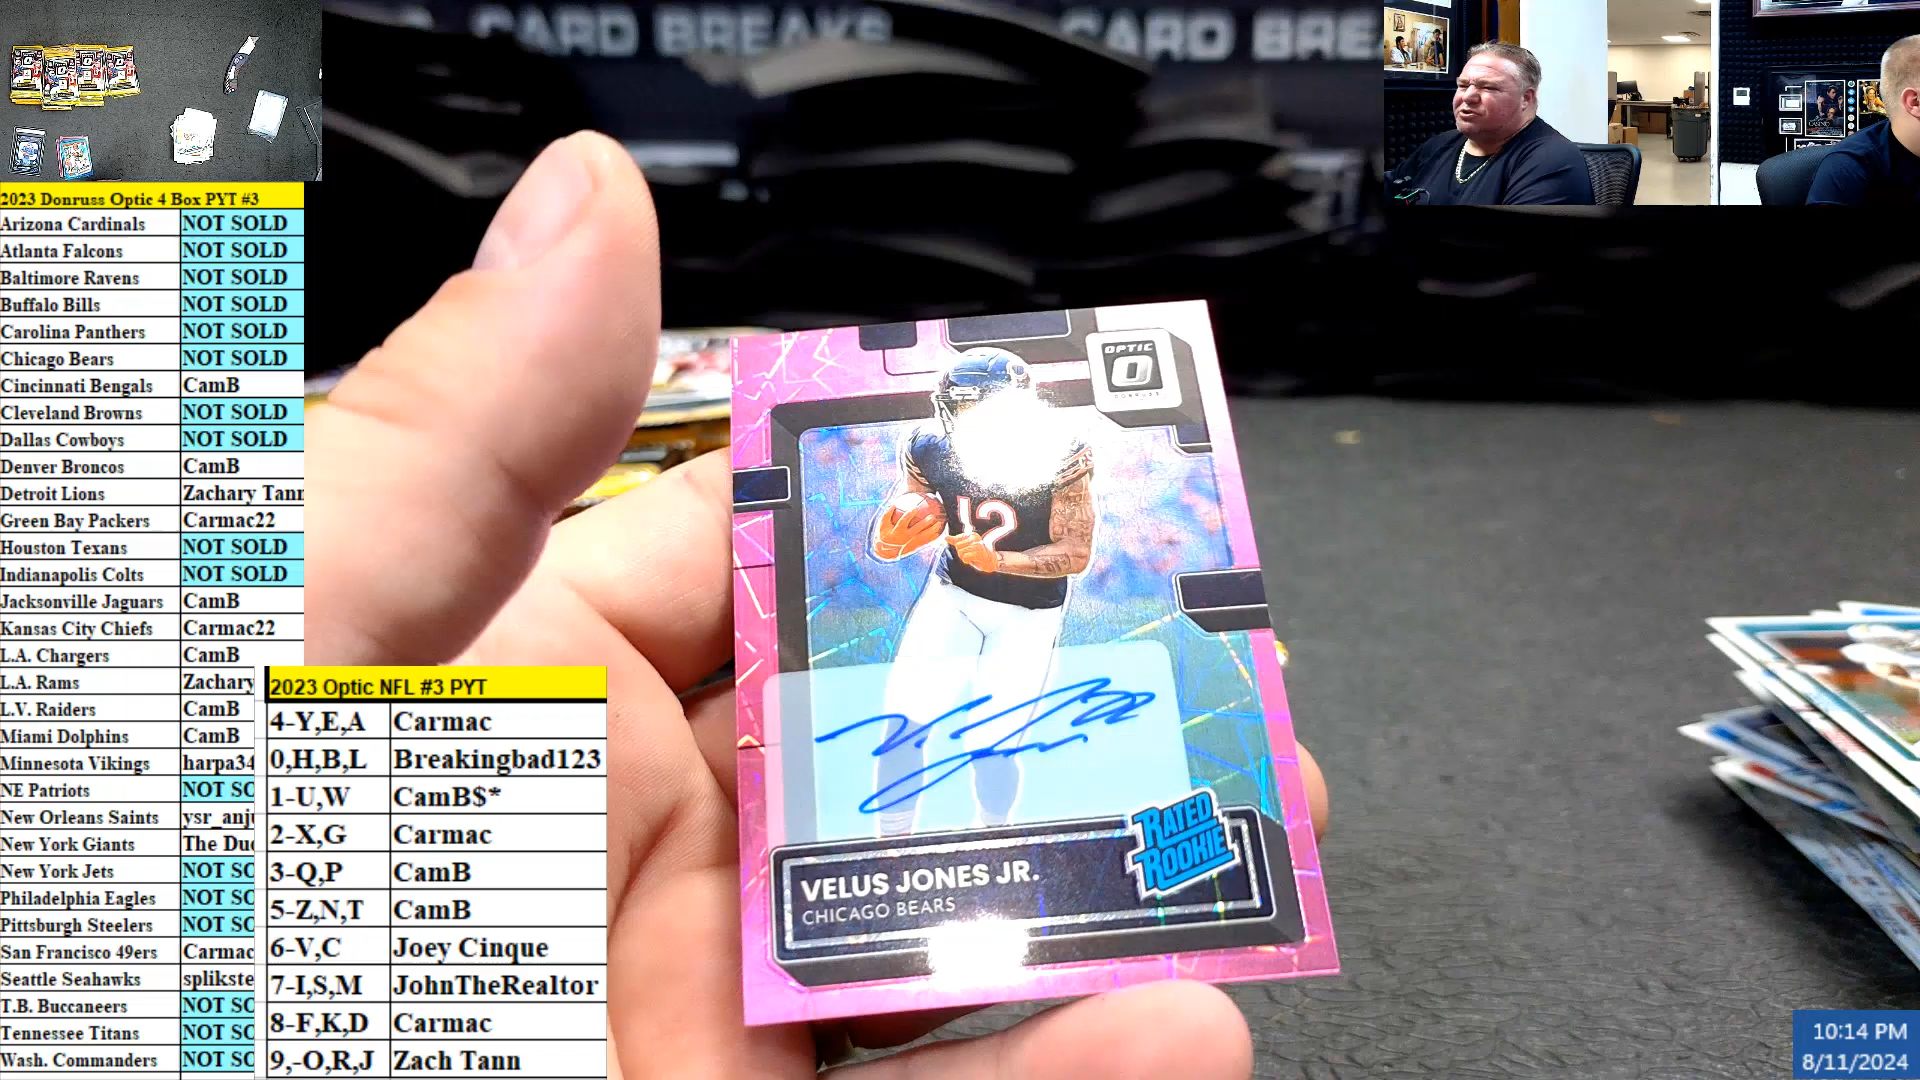 CARD BREAKS
CARD BRE
2023 Donruss Optic 4 Box PYT #3
Arizona Cardinals NOT SOLD
Atlanta Falcons NOT SOLD
Baltimore Ravens NOT SOLD
Buffalo Bills NOT SOLD
Carolina Panthers NOT SOLD
Chicago Bears NOT SOLD
Cincinnati Bengals CamB
Cleveland Browns NOT SOLD
Dallas Cowboys NOT SOLD
Denver Broncos CamB
Detroit Lions Zachary Tann
Green Bay Packers Carmac22
Houston Texans NOT SOLD
Indianapolis Colts NOT SOLD
Jacksonville Jaguars CamB
Kansas City Chiefs Carmac22
L.A. Chargers CamB
L.A. Rams Zachary
L.V. Raiders CamB
Miami Dolphins CamB
Minnesota Vikings harpa34
NE Patriots NOT SO
New Orleans Saints ysr_anj
New York Giants The Du
New York Jets NOT SO
Philadelphia Eagles NOT SO
Pittsburgh Steelers NOT SO
San Francisco 49ers Carmac
Seattle Seahawks splikste
T.B. Buccaneers NOT SO
Tennessee Titans NOT SO
Wash. Commanders NOT SO
2023 Optic NFL #3 PYT
4-Y,E,A Carmac
0,H,B,L Breakingbad123
1-U,W CamB$*
2-X,G Carmac
3-Q,P CamB
5-Z,N,T CamB
6-V,C Joey Cinque
7-I,S,M JohnTheRealtor
8-F,K,D Carmac
9,-O,R,J Zach Tann
OPTIC
DONRUSS
12
RATED
ROOKIE
VELUS JONES JR.
CHICAGO BEARS
10:14 PM
8/11/2024